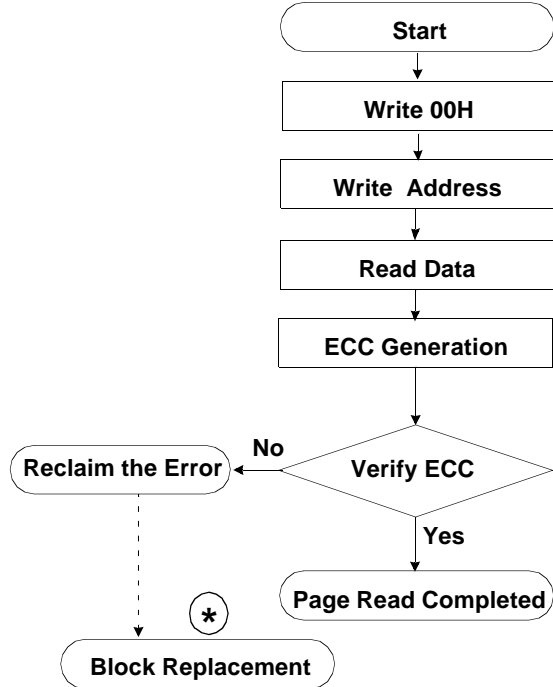 Start
Write 00H
Write Address
Read Data
ECC Generation
Verify ECC
No
Reclaim the Error
Yes
Page Read Completed
*
Block Replacement